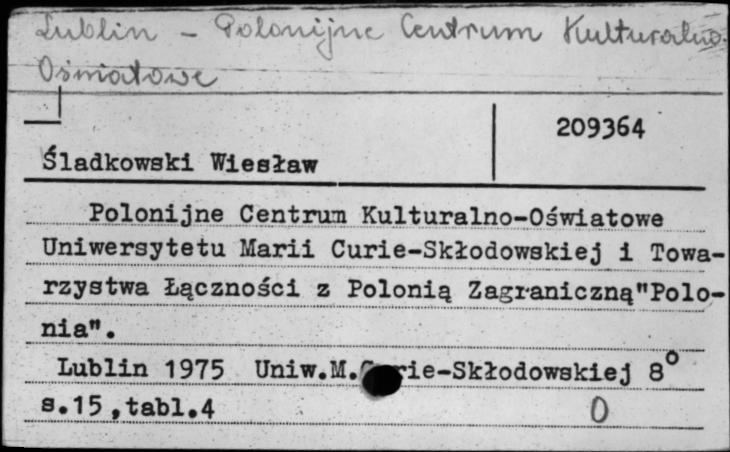 Lublin - Polonijne Centrum Kulturalno-
Oświatowe
209364
Śladkowski Wiesław
Polonijne Centrum Kulturalno-Oświatowe
Uniwersytetu Marii Curie-Skłodowskiej i Towa-
rzystwa Łączności z Polonią Zagraniczną"Polo-
nia".
Lublin 1975 Uniw.M.Curie-Skłodowskiej 8°
s.15,tabl.4 0